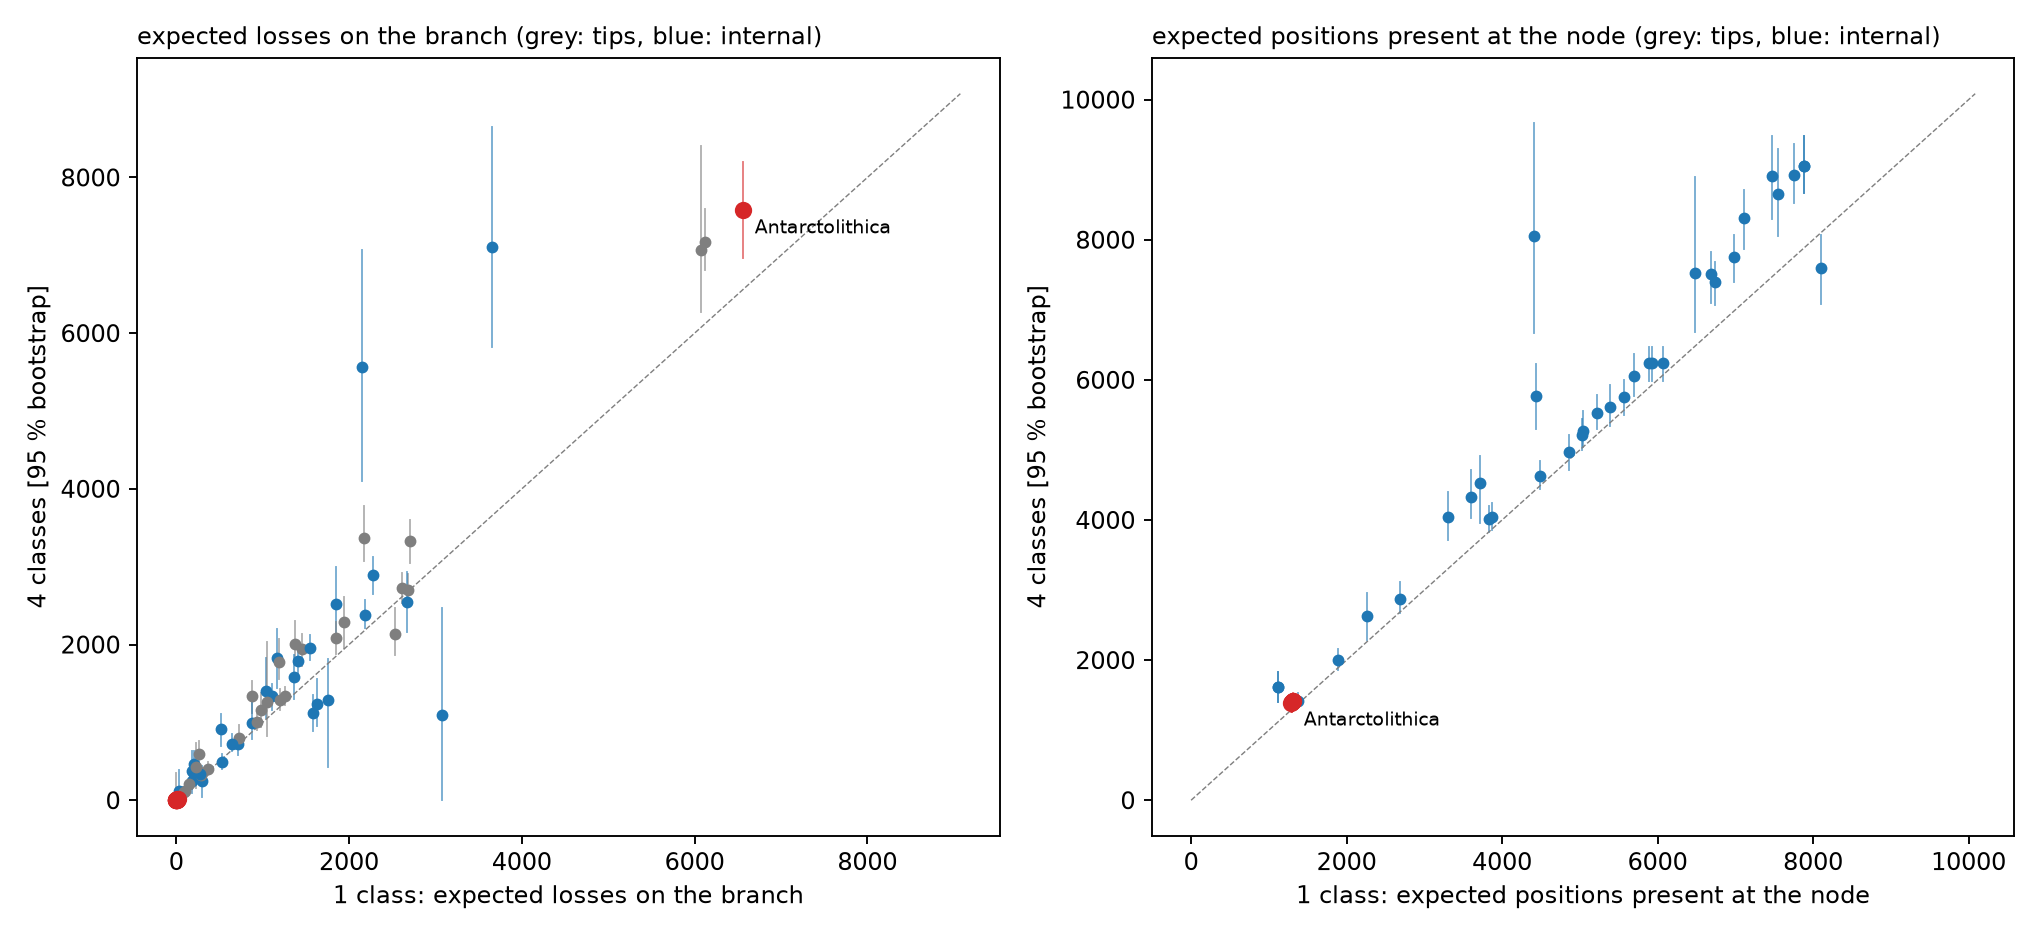 expected losses on the branch (grey: tips, blue: internal)
4 classes [95 % bootstrap]
8000
6000
4000
2000
0
Antarctolithica
0 2000 4000 6000 8000
1 class: expected losses on the branch
expected positions present at the node (grey: tips, blue: internal)
4 classes [95 % bootstrap]
10000
8000
6000
4000
2000
0
Antarctolithica
0 2000 4000 6000 8000 10000
1 class: expected positions present at the node